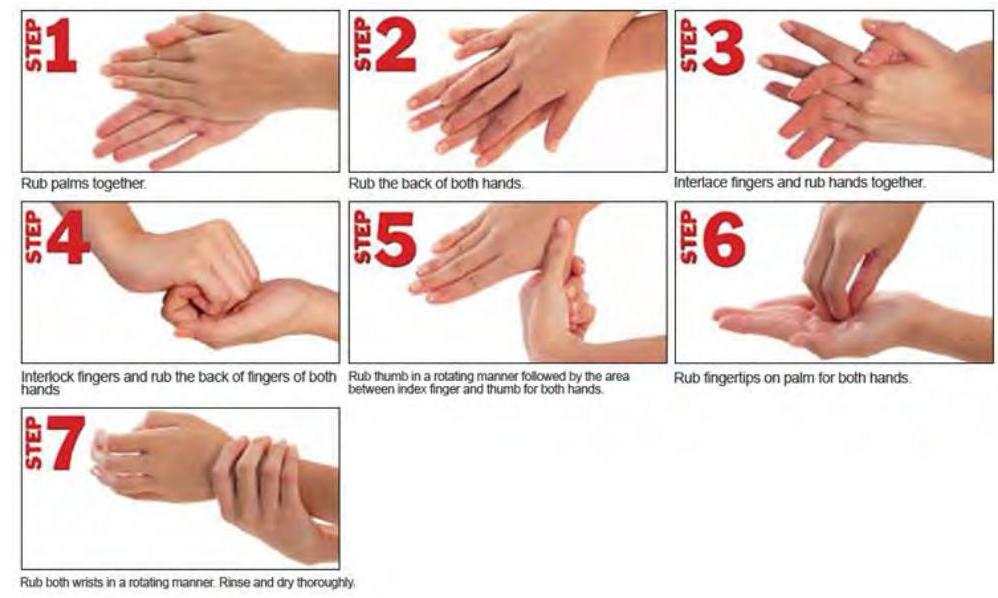 STEP 1
Rub palms together.
STEP 2
Rub the back of both hands.
STEP 3
Interlace fingers and rub hands together.
STEP 4
Interlock fingers and rub the back of fingers of both
hands
STEP 5
Rub thumb in a rotating manner followed by the area
between index finger and thumb for both hands.
STEP 6
Rub fingertips on palm for both hands.
STEP 7
Rub both wrists in a rotating manner. Rinse and dry thoroughly.